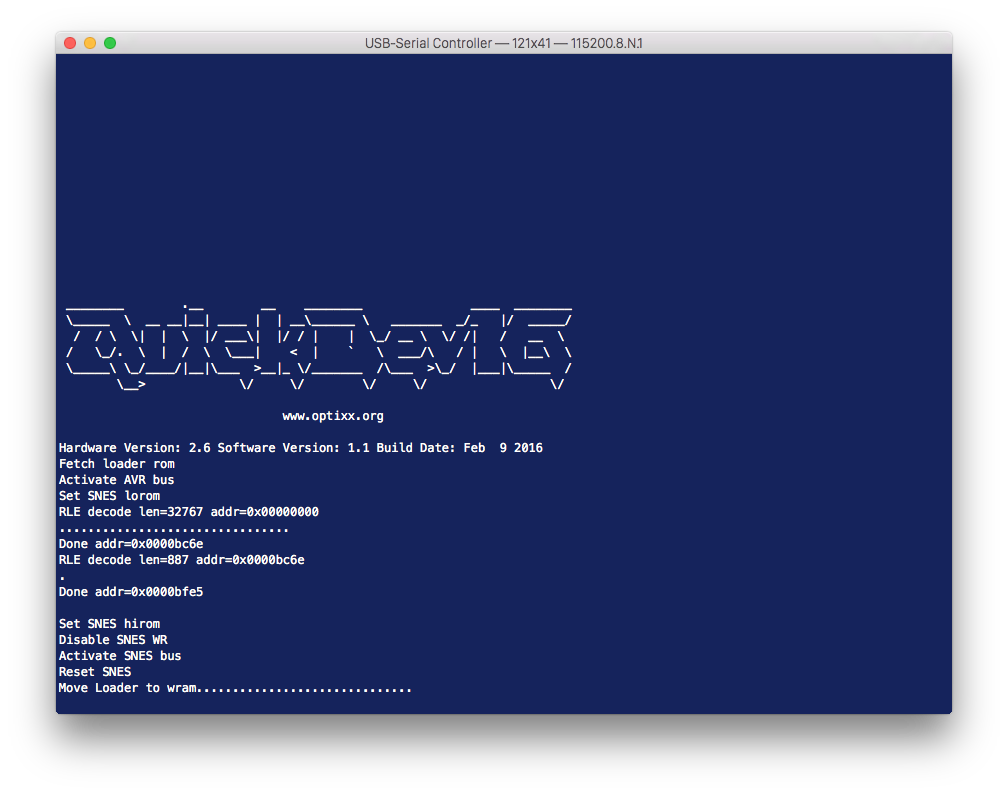 USB-Serial Controller — 121x41 — 115200.8.N.1
QuickDev16
www.optixx.org
Hardware Version: 2.6 Software Version: 1.1 Build Date: Feb  9 2016
Fetch loader rom
Activate AVR bus
Set SNES lorom
RLE decode len=32767 addr=0x00000000
................................
Done addr=0x0000bc6e
RLE decode len=887 addr=0x0000bc6e
.
Done addr=0x0000bfe5
Set SNES hirom
Disable SNES WR
Activate SNES bus
Reset SNES
Move Loader to wram..............................